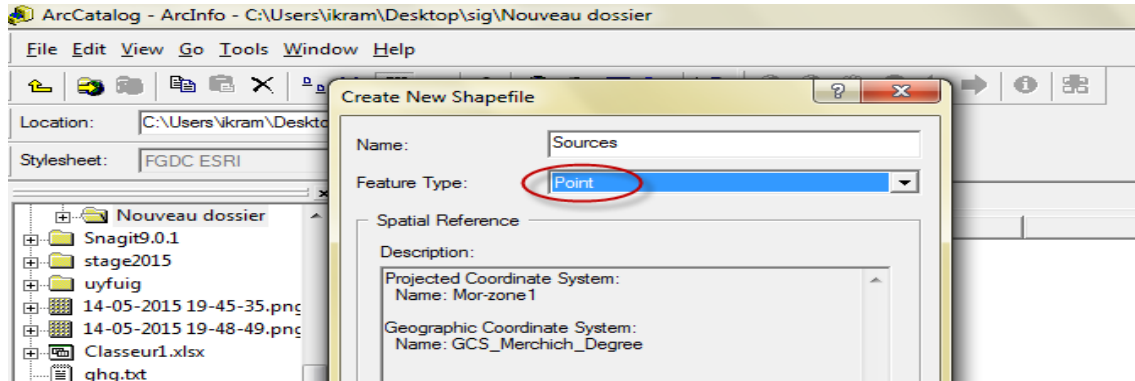 ArcCatalog - ArcInfo - C:\Users\ikram\Desktop\sig\Nouveau dossier
File Edit View Go Tools Window Help
Location: C:\Users\ikram\Deskto
Stylesheet: FGDC ESRI
Create New Shapefile
Name: Sources
Feature Type: Point
Spatial Reference
Description:
Projected Coordinate System:
Name: Mor-zone1
Geographic Coordinate System:
Name: GCS_Merchich_Degree
Nouveau dossier
Snagit9.0.1
stage2015
uyfuig
14-05-2015 19-45-35.png
14-05-2015 19-48-49.png
Classeur1.xlsx
ghg.txt